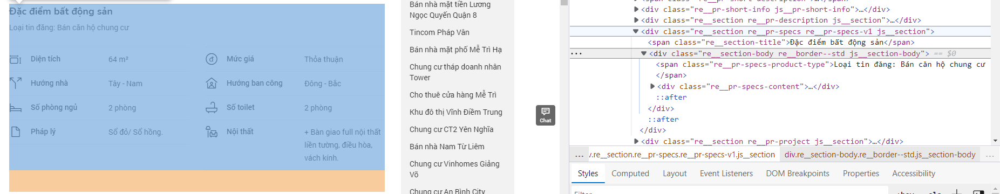 Đặc điểm bất động sản
Loại tin đăng: Bán căn hộ chung cư
Diện tích
64 m²
Mức giá
Thỏa thuận
Hướng nhà
Tây - Nam
Hướng ban công
Đông - Bắc
Số phòng ngủ
2 phòng
Số toilet
2 phòng
Pháp lý
Sổ đỏ/ Sổ hồng.
Nội thất
+ Bàn giao full nội thất
liền tường, điều hòa,
vách kính.
Bán nhà mặt tiền Lương
Ngọc Quyến Quận 8
Tincom Pháp Vân
Bán nhà mặt phố Mễ Trì Hạ
Chung cư tháp doanh nhân
Tower
Cho thuê cửa hàng Mễ Trì
Khu đô thị Vĩnh Điềm Trung
Chung cư CT2 Yên Nghĩa
Bán nhà Nam Từ Liêm
Chung cư Vinhomes Giảng
Võ
Chung cư An Bình City
Chat
<div class="re__pr-short-info js__pr-short-info">…</div>
<div class="re__section re__pr-description js__section">…</div>
<div class="re__section re__pr-specs re__pr-specs-v1 js__section">
<span class="re__section-title">Đặc điểm bất động sản</span>
... <div class="re__section-body re__border--std js__section-body"> == $0
<span class="re__pr-specs-product-type">Loại tin đăng: Bán căn hộ chung cư
</span>
<div class="re__pr-specs-content">…</div>
::after
</div>
::after
</div>
<div class="re__section re__pr-project js__section">…</div>
... .re__section.re__pr-specs.re__pr-specs-v1.js__section div.re__section-body.re__border--std.js__section-body ...
Styles Computed Layout Event Listeners DOM Breakpoints Properties Accessibility
Filter